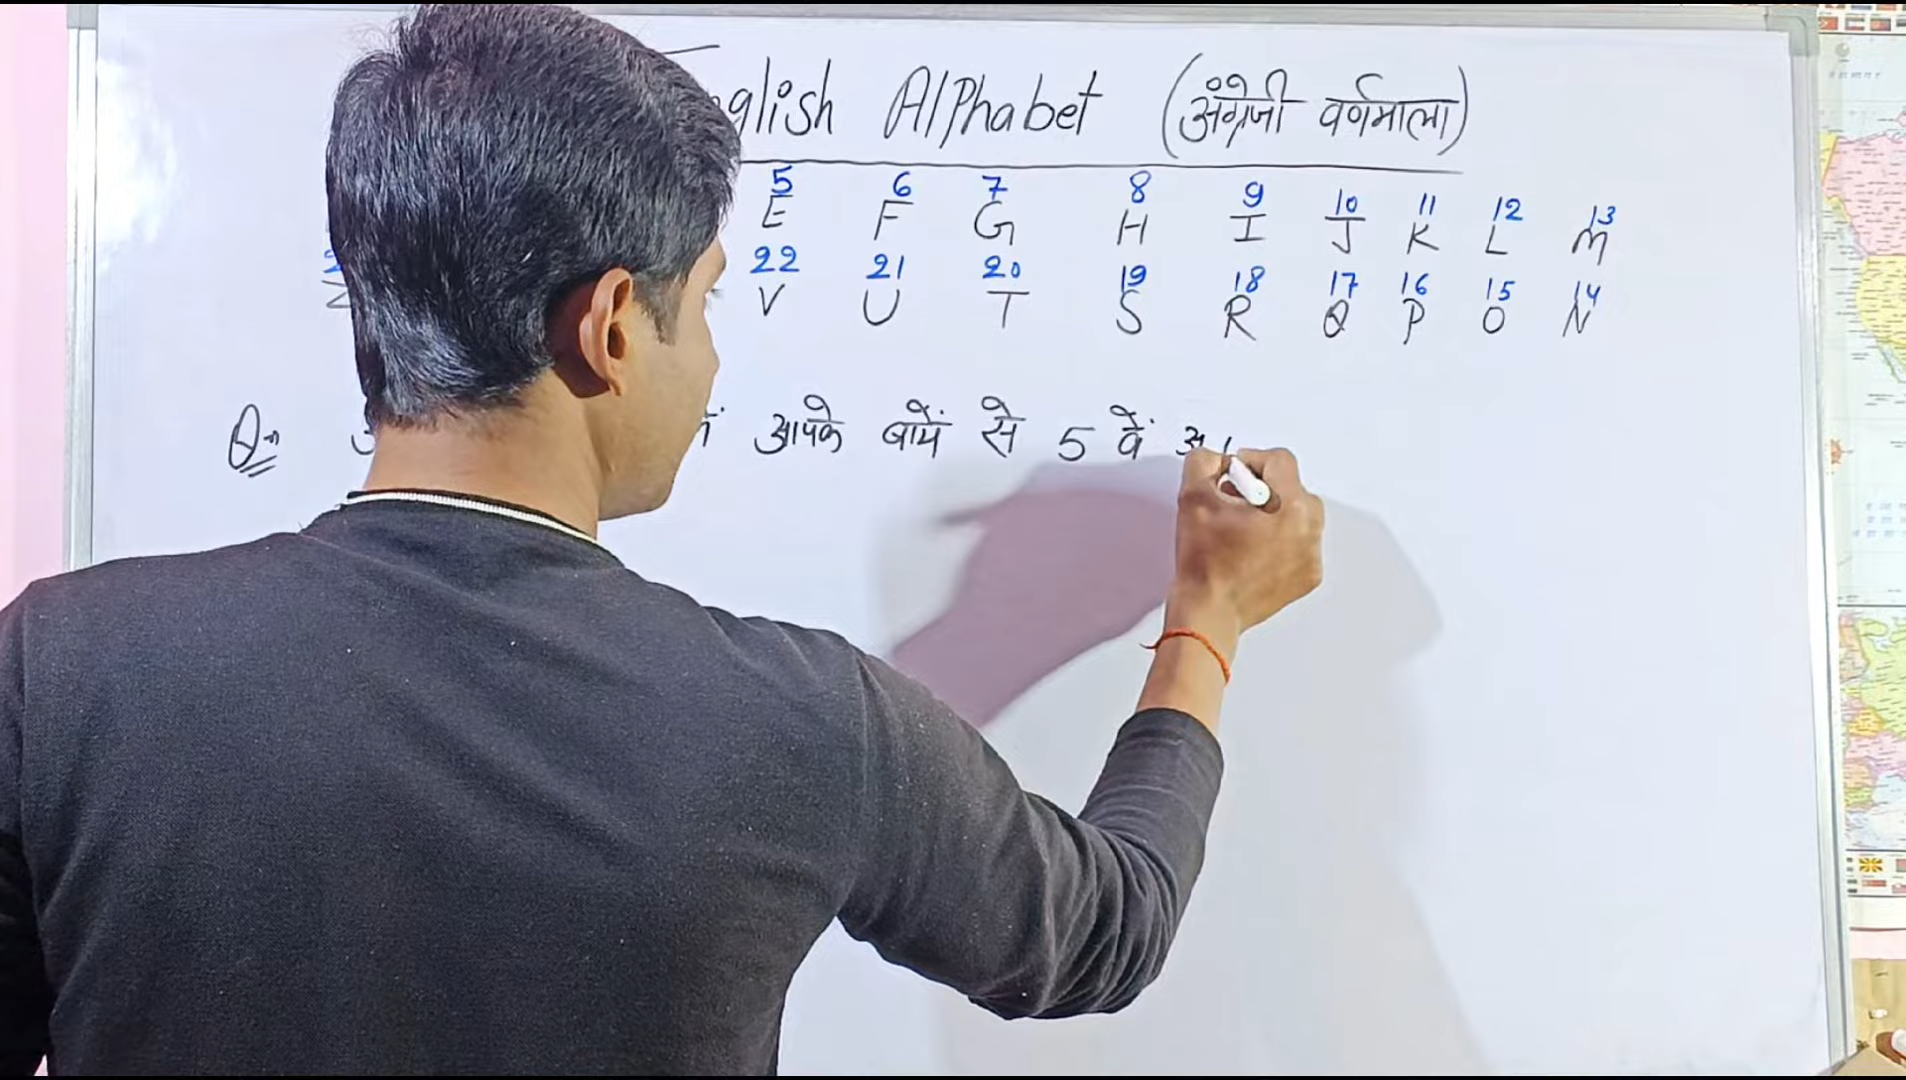 English Alphabet (अंग्रेजी वर्णमाला)
5 6 7 8 9 10 11 12 13
E F G H I J K L M
22 21 20 19 18 17 16 15 14
V U T S R Q P O N
Q→ आपके बायें से 5 वें